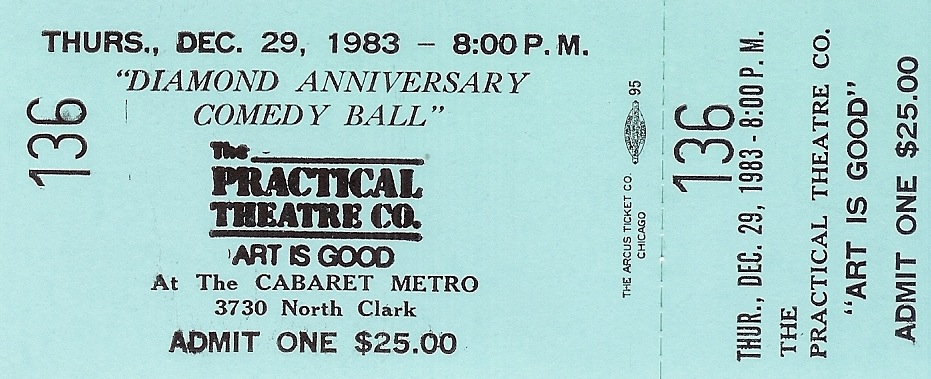 THURS., DEC. 29, 1983 – 8:00 P.M.
"DIAMOND ANNIVERSARY
COMEDY BALL"
136
The
PRACTICAL
THEATRE CO.
ART IS GOOD
At The CABARET METRO
3730 North Clark
ADMIT ONE $25.00
THE ARCUS TICKET CO.
CHICAGO
95
136
THUR., DEC. 29, 1983 - 8:00 P. M.
THE
PRACTICAL THEATRE CO.
"ART IS GOOD"
ADMIT ONE $25.00